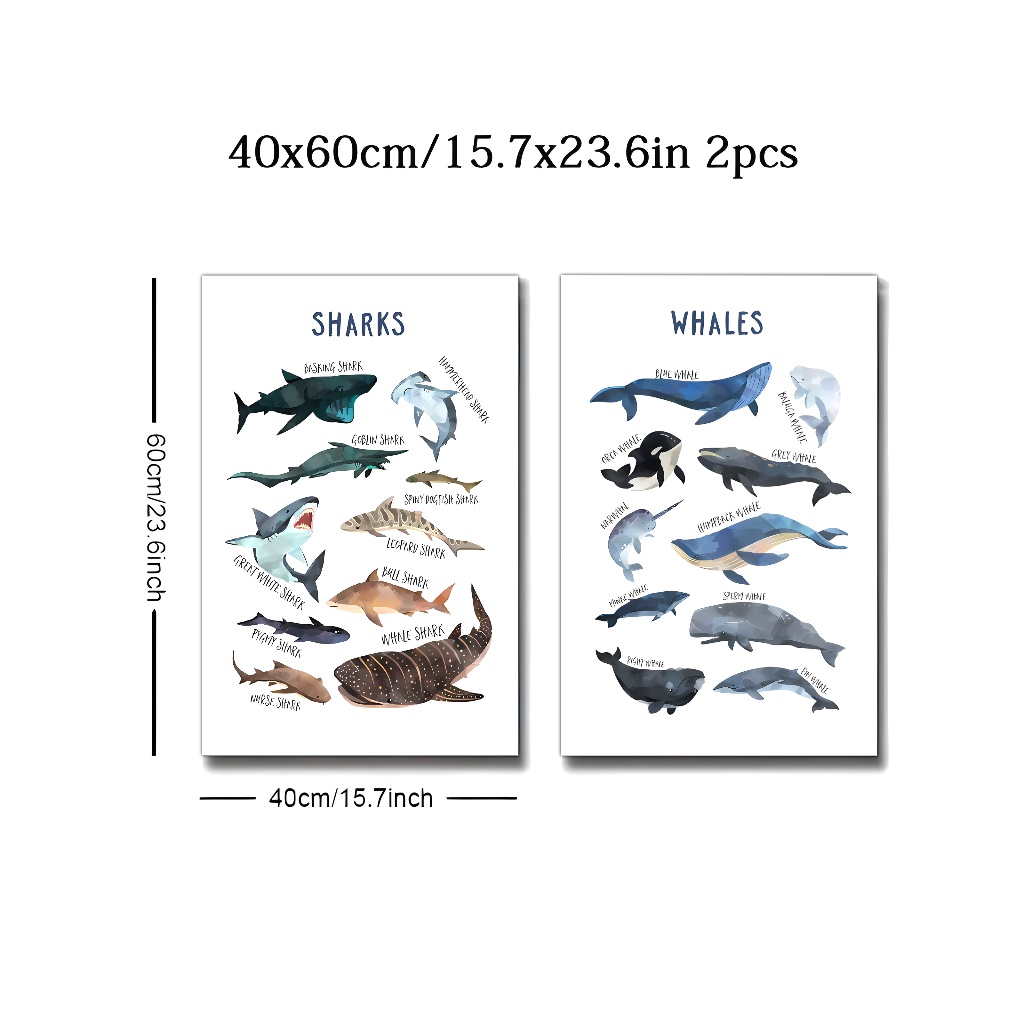 40x60cm/15.7x23.6in 2pcs
60cm/23.6inch
SHARKS
BASKING SHARK
HAMMERHEAD SHARK
GOBLIN SHARK
SPINY DOGFISH SHARK
LEOPARD SHARK
GREAT WHITE SHARK
BULL SHARK
PYGMY SHARK
WHALE SHARK
NURSE SHARK
WHALES
BLUE WHALE
BELUGA WHALE
ORCA WHALE
GREY WHALE
NARWHAL
HUMPBACK WHALE
MINKE WHALE
SPERM WHALE
RIGHT WHALE
FIN WHALE
40cm/15.7inch